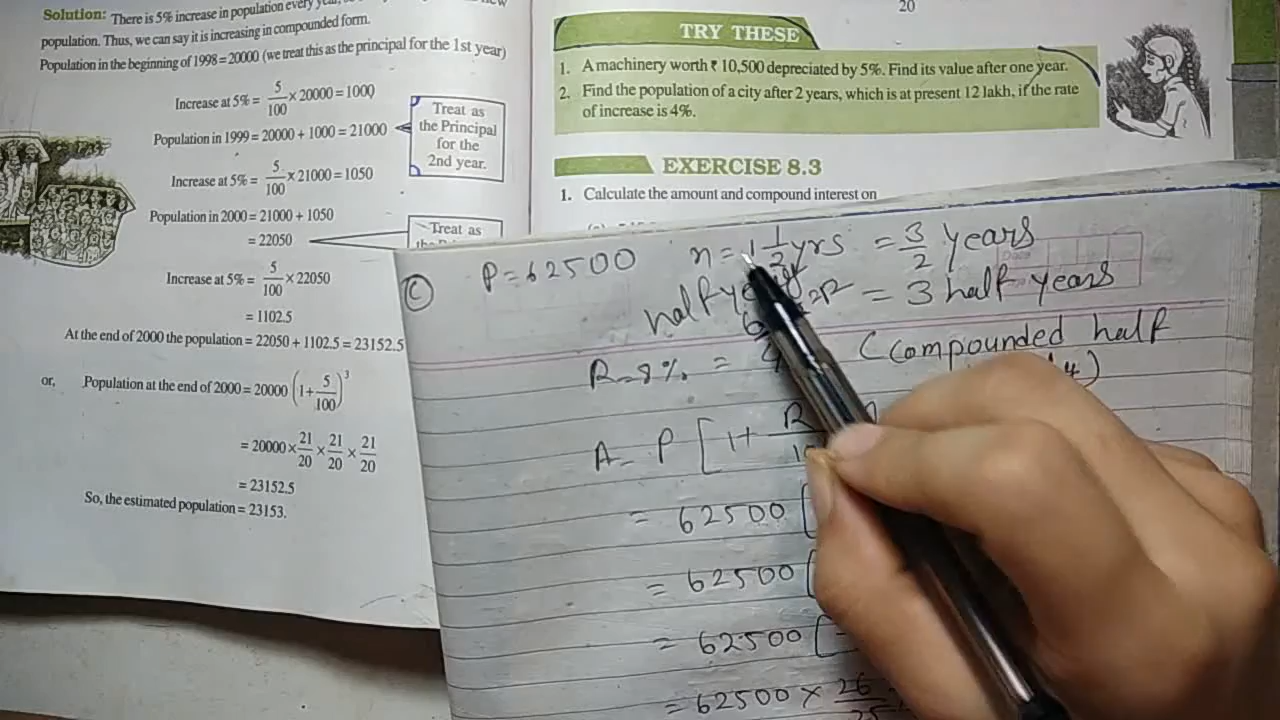 Solution: There is 5% increase in population every year,
population. Thus, we can say it is increasing in compounded form.
Population in the beginning of 1998 = 20000 (we treat this as the principal for the 1st year)
Increase at 5% = 5/100 × 20000 = 1000
Population in 1999 = 20000 + 1000 = 21000
Treat as
the Principal
for the
2nd year.
Increase at 5% = 5/100 × 21000 = 1050
Population in 2000 = 21000 + 1050
= 22050
Treat as
Increase at 5% = 5/100 × 22050
= 1102.5
At the end of 2000 the population = 22050 + 1102.5 = 23152.5
or, Population at the end of 2000 = 20000 (1 + 5/100)³
= 20000 × 21/20 × 21/20 × 21/20
= 23152.5
So, the estimated population = 23153.
20
TRY THESE
1. A machinery worth ₹ 10,500 depreciated by 5%. Find its value after one year.
2. Find the population of a city after 2 years, which is at present 12 lakh, if the rate
of increase is 4%.
EXERCISE 8.3
1. Calculate the amount and compound interest on
(c) P = 62500 n = 1 1/2 yrs = 3/2 years
= 3 half years
R = 8% = (compounded half
A = P [1 + R
= 62500 [
= 62500 [
= 62500 [
= 62500 × 26/25